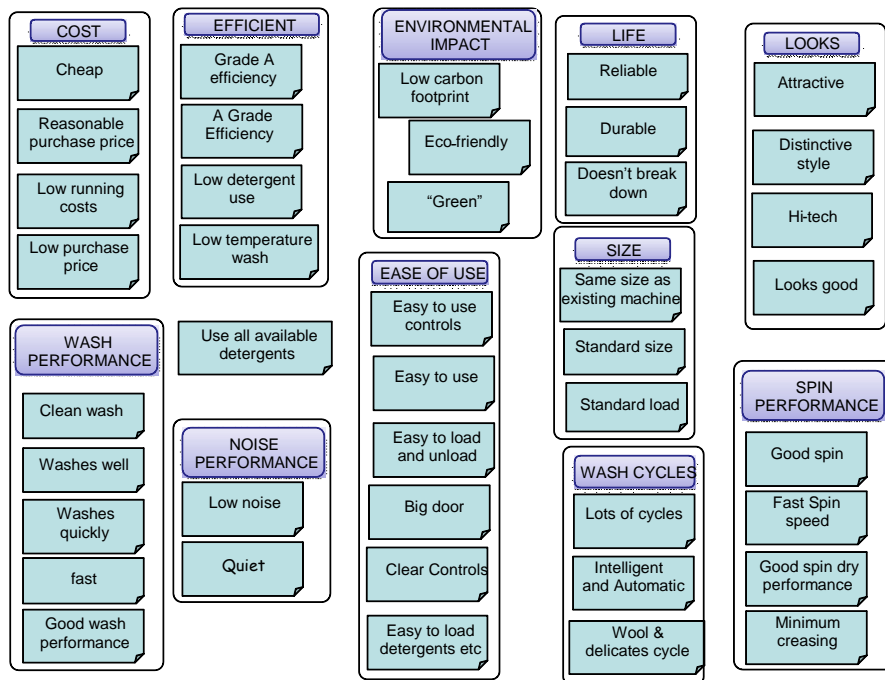 COST
Cheap
Reasonable
purchase price
Low running
costs
Low purchase
price
EFFICIENT
Grade A
efficiency
A Grade
Efficiency
Low detergent
use
Low temperature
wash
ENVIRONMENTAL
IMPACT
Low carbon
footprint
Eco-friendly
“Green”
LIFE
Reliable
Durable
Doesn’t break
down
LOOKS
Attractive
Distinctive
style
Hi-tech
Looks good
WASH
PERFORMANCE
Clean wash
Washes well
Washes
quickly
fast
Good wash
performance
Use all available
detergents
NOISE
PERFORMANCE
Low noise
Quiet
EASE OF USE
Easy to use
controls
Easy to use
Easy to load
and unload
Big door
Clear Controls
Easy to load
detergents etc
SIZE
Same size as
existing machine
Standard size
Standard load
WASH CYCLES
Lots of cycles
Intelligent
and Automatic
Wool &
delicates cycle
SPIN
PERFORMANCE
Good spin
Fast Spin
speed
Good spin dry
performance
Minimum
creasing